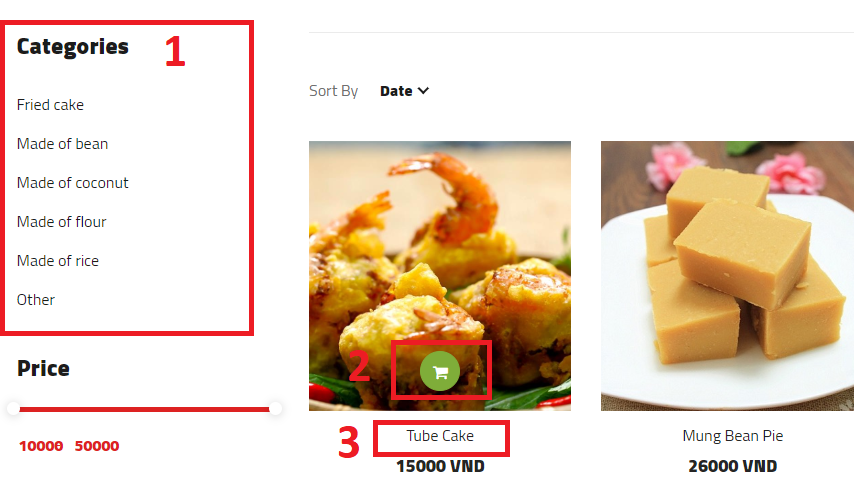 Categories 1
Fried cake
Made of bean
Made of coconut
Made of flour
Made of rice
Other
Price
10000 50000
Sort By Date
2
3 Tube Cake
15000 VND
Mung Bean Pie
26000 VND